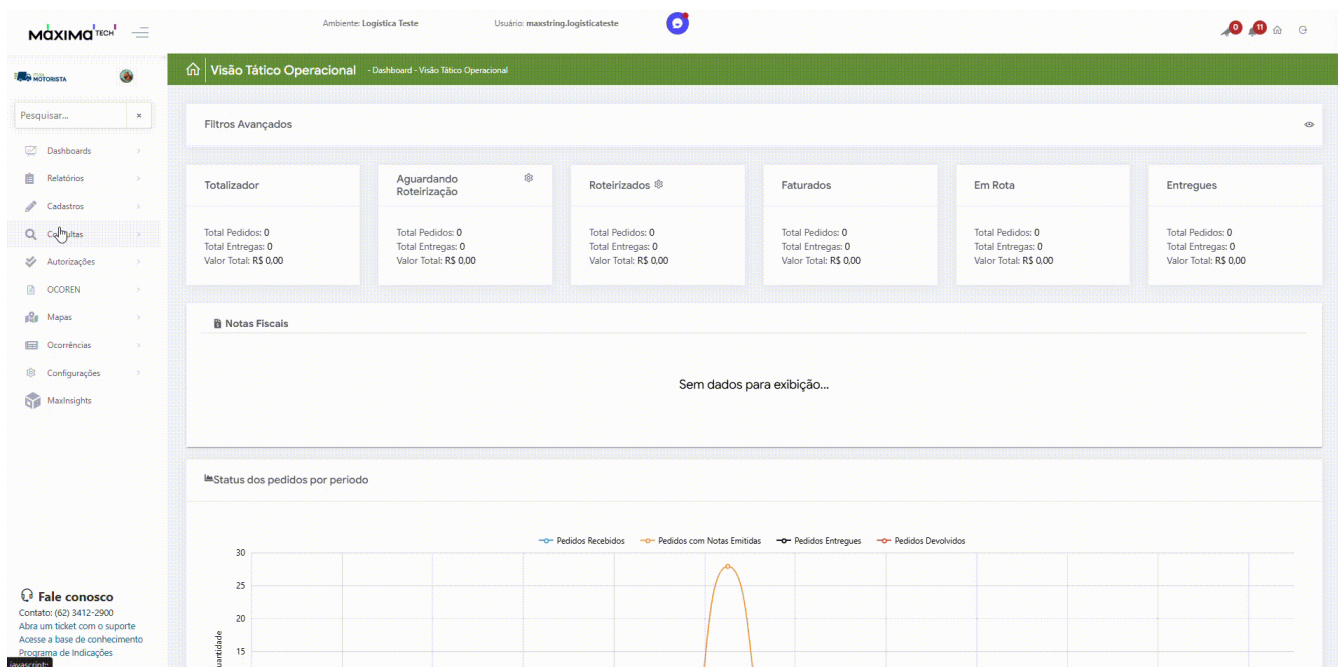 MÁXIMA TECH
Ambiente: Logística Teste
Usuário: maxstring.logisticateste
0
11
MOTORISTA
Visão Tático Operacional
- Dashboard - Visão Tático Operacional
Pesquisar...
×
Filtros Avançados
Dashboards
Relatórios
Cadastros
Consultas
Autorizações
OCOREN
Mapas
Ocorrências
Configurações
MaxInsights
Totalizador
Total Pedidos: 0
Total Entregas: 0
Valor Total: R$ 0,00
Aguardando
Roteirização
Total Pedidos: 0
Total Entregas: 0
Valor Total: R$ 0,00
Roteirizados
Total Pedidos: 0
Total Entregas: 0
Valor Total: R$ 0,00
Faturados
Total Pedidos: 0
Total Entregas: 0
Valor Total: R$ 0,00
Em Rota
Total Pedidos: 0
Total Entregas: 0
Valor Total: R$ 0,00
Entregues
Total Pedidos: 0
Total Entregas: 0
Valor Total: R$ 0,00
Notas Fiscais
Sem dados para exibição...
Status dos pedidos por periodo
Pedidos Recebidos
Pedidos com Notas Emitidas
Pedidos Entregues
Pedidos Devolvidos
30
25
20
15
Fale conosco
Contato: (62) 3412-2900
Abra um ticket com o suporte
Acesse a base de conhecimento
Programa de Indicações
javascript: